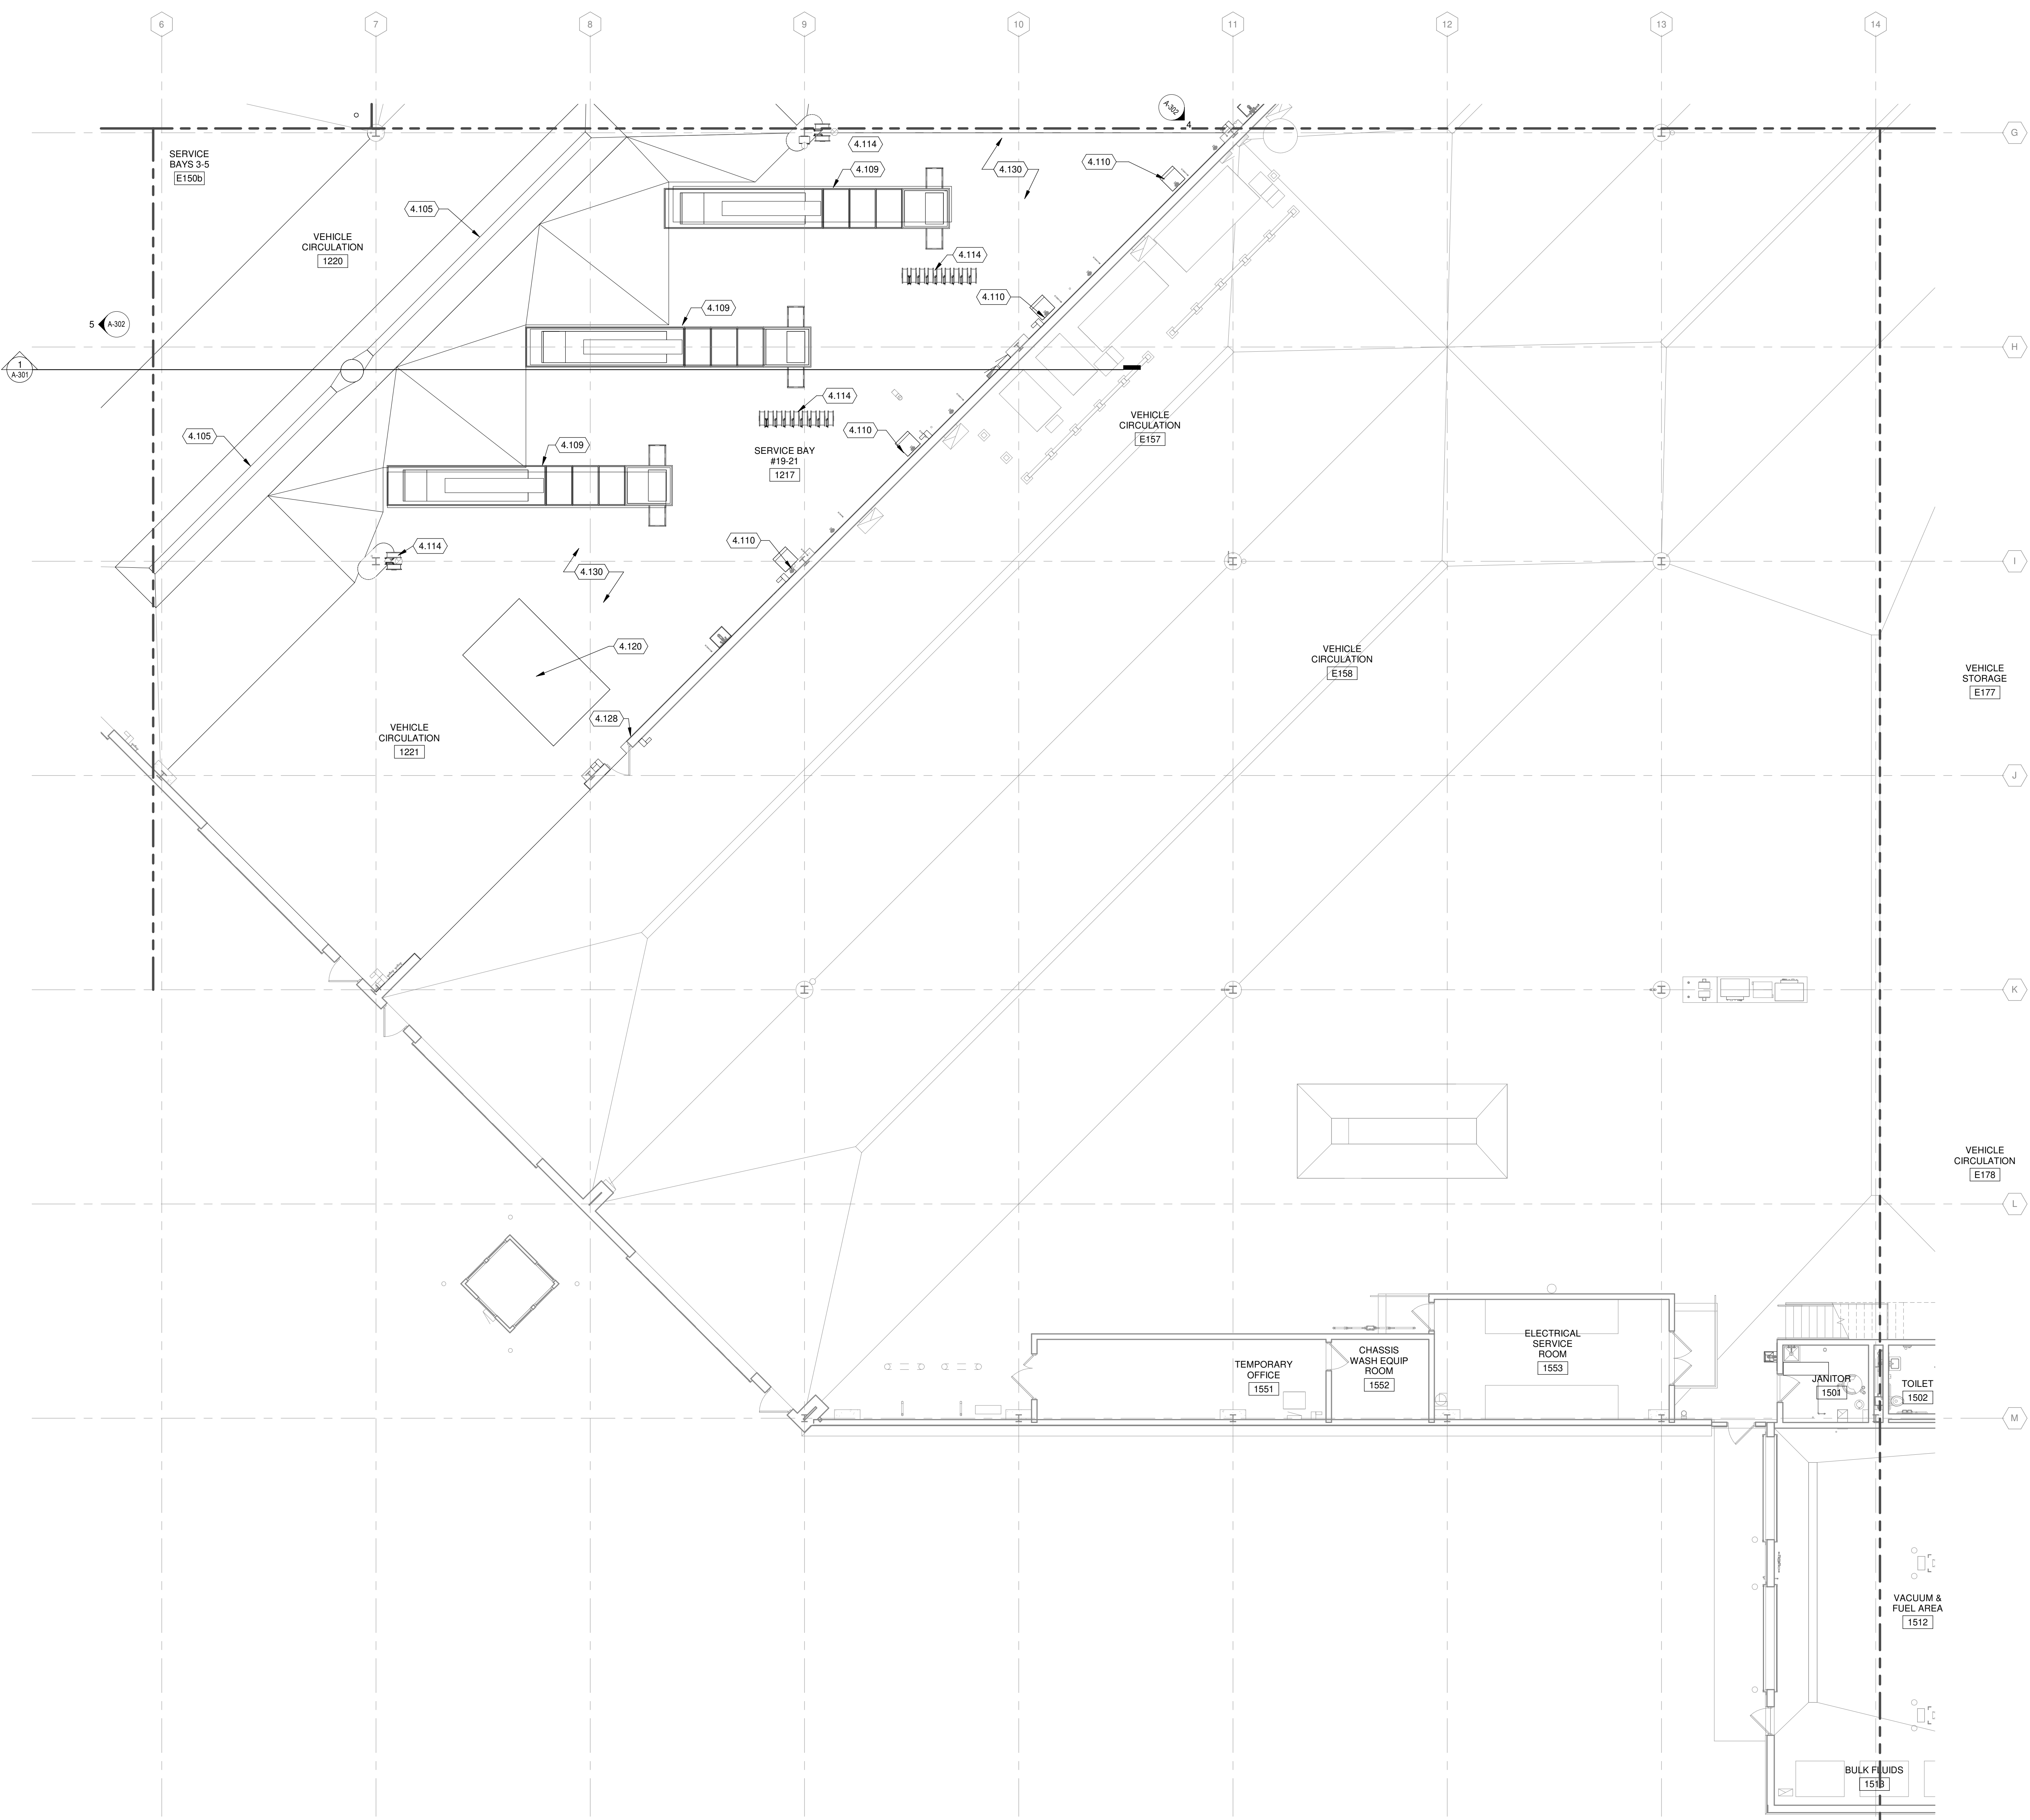 6
7
8
9
10
11
12
13
14
A-302
4
G
SERVICE
BAYS 3-5
E150b
4.114
4.109
4.130
4.110
4.105
VEHICLE
CIRCULATION
1220
4.114
4.110
4.109
5
A-302
H
1
A-301
4.114
4.110
VEHICLE
CIRCULATION
E157
4.105
4.109
SERVICE BAY
#19-21
1217
4.110
4.114
4.130
I
4.120
VEHICLE
CIRCULATION
E158
VEHICLE
STORAGE
E177
4.128
VEHICLE
CIRCULATION
1221
J
K
VEHICLE
CIRCULATION
E178
L
ELECTRICAL
SERVICE
ROOM
1553
CHASSIS
WASH EQUIP
ROOM
1552
TEMPORARY
OFFICE
1551
JANITOR
1501
TOILET
1502
M
VACUUM &
FUEL AREA
1512
BULK FLUIDS
1513